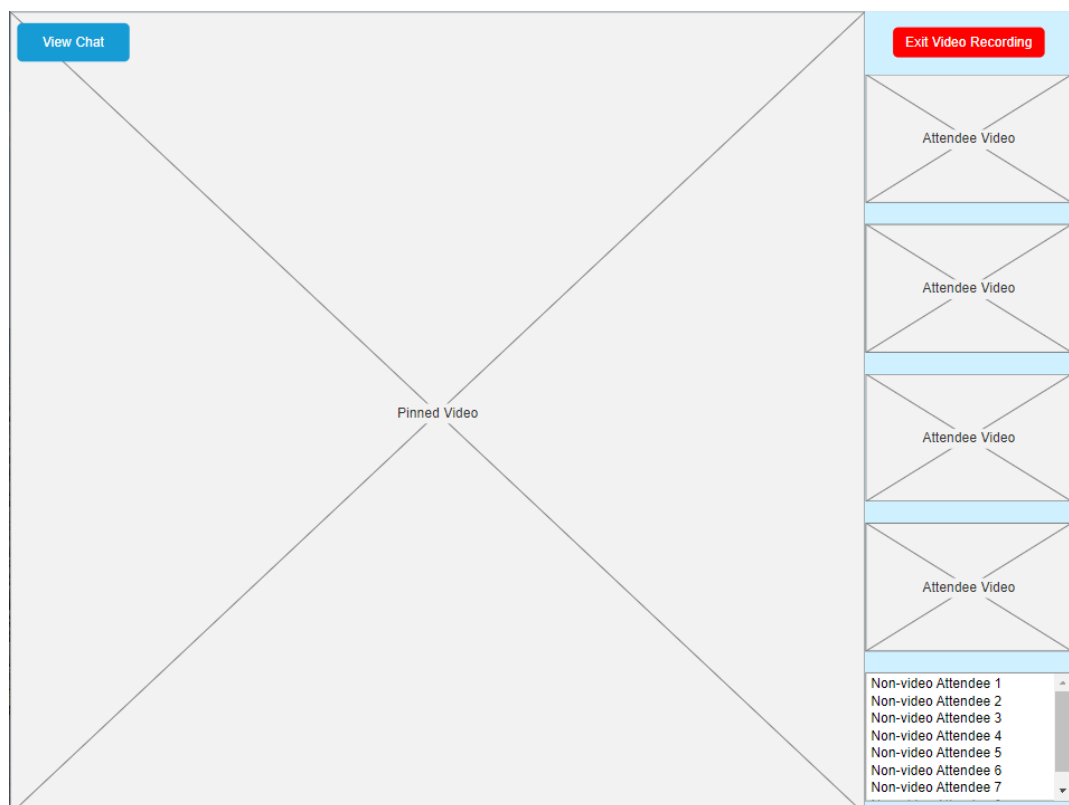 View Chat
Exit Video Recording
Attendee Video
Attendee Video
Pinned Video
Attendee Video
Attendee Video
Non-video Attendee 1
Non-video Attendee 2
Non-video Attendee 3
Non-video Attendee 4
Non-video Attendee 5
Non-video Attendee 6
Non-video Attendee 7